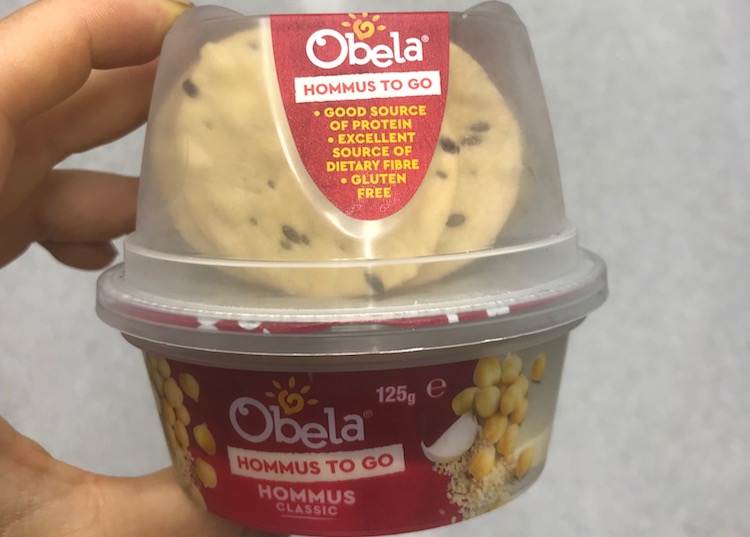 Obela®
HOMMUS TO GO
• GOOD SOURCE
OF PROTEIN
• EXCELLENT
SOURCE OF
DIETARY FIBRE
• GLUTEN
FREE
125g e
Obela®
HOMMUS TO GO
HOMMUS
CLASSIC